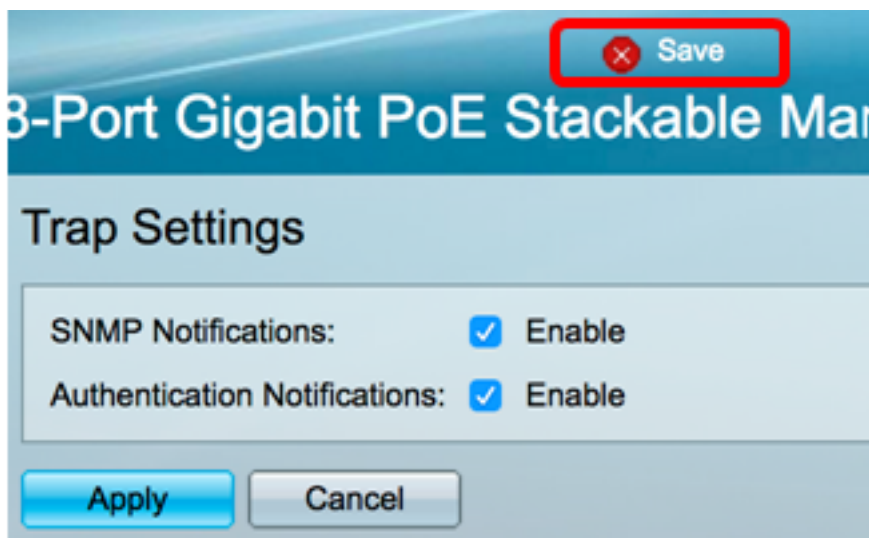 Save
8-Port Gigabit PoE Stackable Ma
Trap Settings
SNMP Notifications: Enable
Authentication Notifications: Enable
Apply Cancel